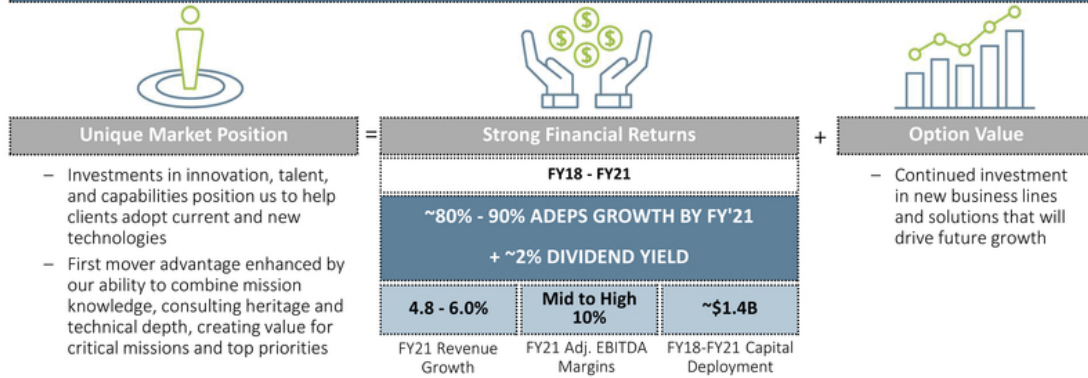 $
$
$
$
Unique Market Position
=
Strong Financial Returns
+
Option Value
– Investments in innovation, talent,
and capabilities position us to help
clients adopt current and new
technologies
– First mover advantage enhanced by
our ability to combine mission
knowledge, consulting heritage and
technical depth, creating value for
critical missions and top priorities
FY18 - FY21
~80% - 90% ADEPS GROWTH BY FY'21
+ ~2% DIVIDEND YIELD
4.8 - 6.0%
FY21 Revenue
Growth
Mid to High
10%
FY21 Adj. EBITDA
Margins
~$1.4B
FY18-FY21 Capital
Deployment
– Continued investment
in new business lines
and solutions that will
drive future growth